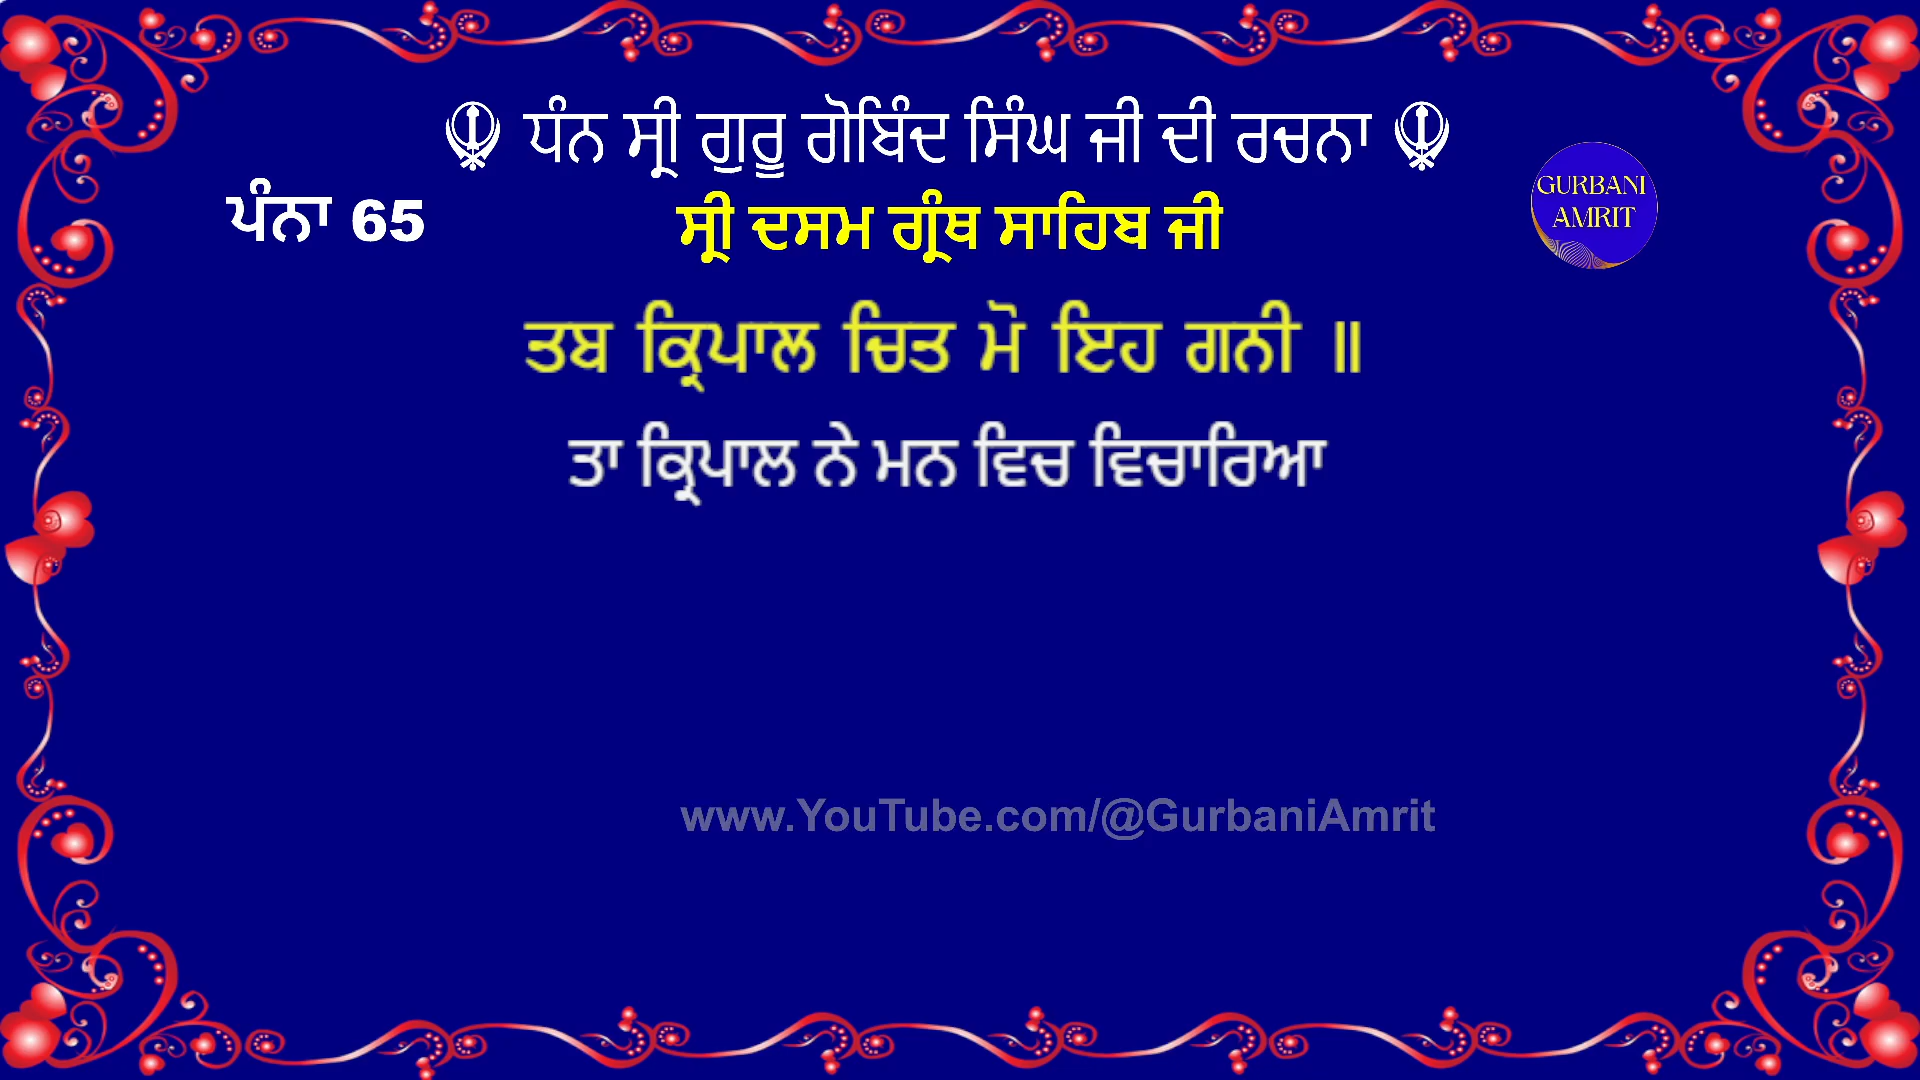 ☬ ਧੰਨ ਸ੍ਰੀ ਗੁਰੂ ਗੋਬਿੰਦ ਸਿੰਘ ਜੀ ਦੀ ਰਚਨਾ ☬
ਪੰਨਾ 65
ਸ੍ਰੀ ਦਸਮ ਗ੍ਰੰਥ ਸਾਹਿਬ ਜੀ
GURBANI
AMRIT
ਤਬ ਕ੍ਰਿਪਾਲ ਚਿਤ ਮੋ ਇਹ ਗਨੀ ॥
ਤਾ ਕ੍ਰਿਪਾਲ ਨੇ ਮਨ ਵਿਚ ਵਿਚਾਰਿਆ
www.YouTube.com/@GurbaniAmrit